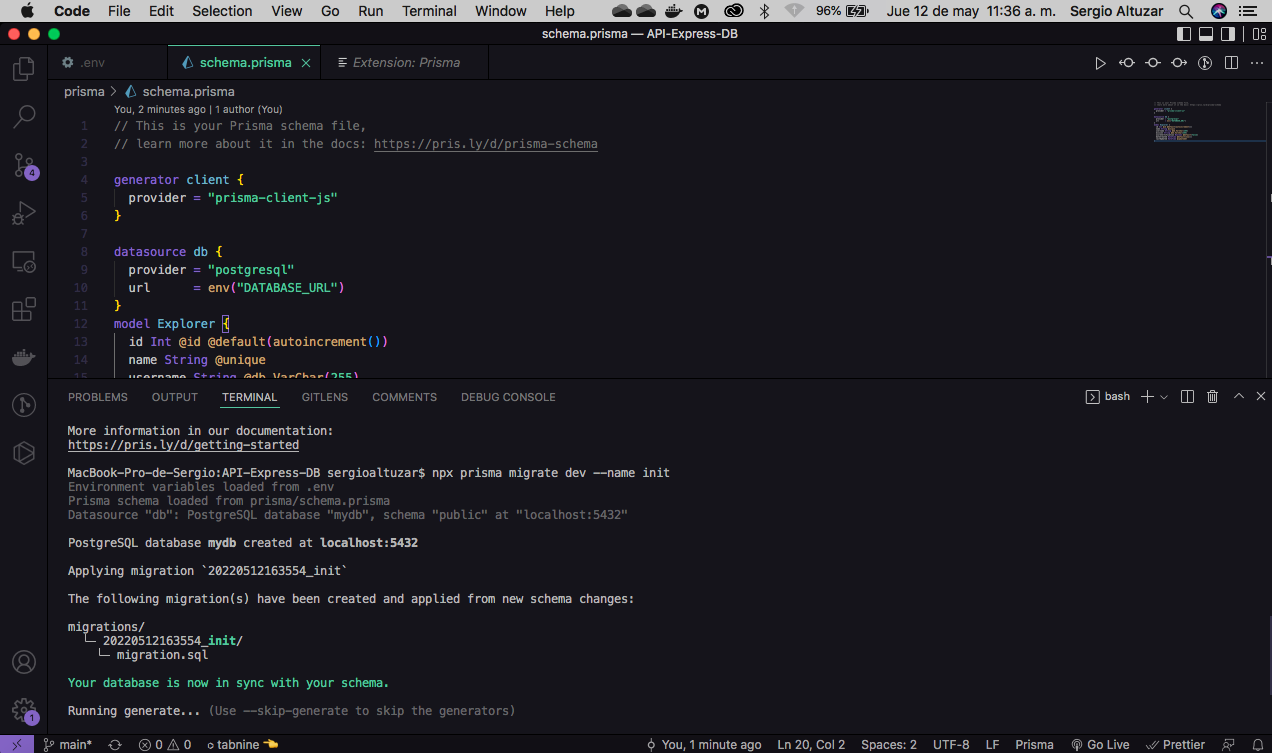 Code File Edit Selection View Go Run Terminal Window Help 96% Jue 12 de may 11:36 a. m. Sergio Altuzar
schema.prisma — API-Express-DB
.env schema.prisma Extension: Prisma
prisma > schema.prisma
You, 2 minutes ago | 1 author (You)
1 // This is your Prisma schema file,
2 // learn more about it in the docs: https://pris.ly/d/prisma-schema
3
4 generator client {
5 provider = "prisma-client-js"
6 }
7
8 datasource db {
9 provider = "postgresql"
10 url = env("DATABASE_URL")
11 }
12 model Explorer {
13 id Int @id @default(autoincrement())
14 name String @unique
15 username String @db.VarChar(255)
4
PROBLEMS OUTPUT TERMINAL GITLENS COMMENTS DEBUG CONSOLE bash
More information in our documentation:
https://pris.ly/d/getting-started
MacBook-Pro-de-Sergio:API-Express-DB sergioaltuzar$ npx prisma migrate dev --name init
Environment variables loaded from .env
Prisma schema loaded from prisma/schema.prisma
Datasource "db": PostgreSQL database "mydb", schema "public" at "localhost:5432"
PostgreSQL database mydb created at localhost:5432
Applying migration `20220512163554_init`
The following migration(s) have been created and applied from new schema changes:
migrations/
└─ 20220512163554_init/
└─ migration.sql
Your database is now in sync with your schema.
Running generate... (Use --skip-generate to skip the generators)
1
main* 0 0 tabnine You, 1 minute ago Ln 20, Col 2 Spaces: 2 UTF-8 LF Prisma Go Live Prettier